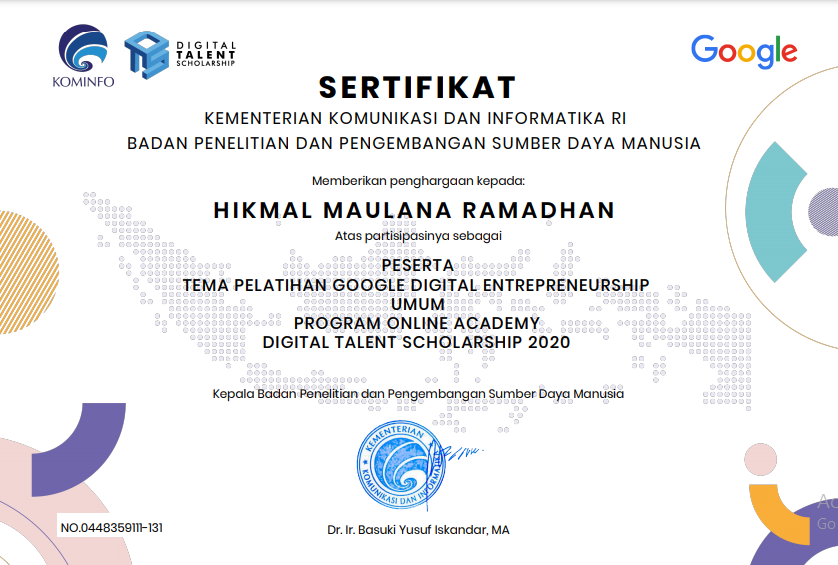 KOMINFO
DIGITAL
TALENT
SCHOLARSHIP
Google
SERTIFIKAT
KEMENTERIAN KOMUNIKASI DAN INFORMATIKA RI
BADAN PENELITIAN DAN PENGEMBANGAN SUMBER DAYA MANUSIA
Memberikan penghargaan kepada:
HIKMAL MAULANA RAMADHAN
Atas partisipasinya sebagai
PESERTA
TEMA PELATIHAN GOOGLE DIGITAL ENTREPRENEURSHIP
UMUM
PROGRAM ONLINE ACADEMY
DIGITAL TALENT SCHOLARSHIP 2020
Kepala Badan Penelitian dan Pengembangan Sumber Daya Manusia
KEMENTERIAN
KOMUNIKASI DAN INFORMATIKA
NO.0448359111-131
Dr. Ir. Basuki Yusuf Iskandar, MA
Go